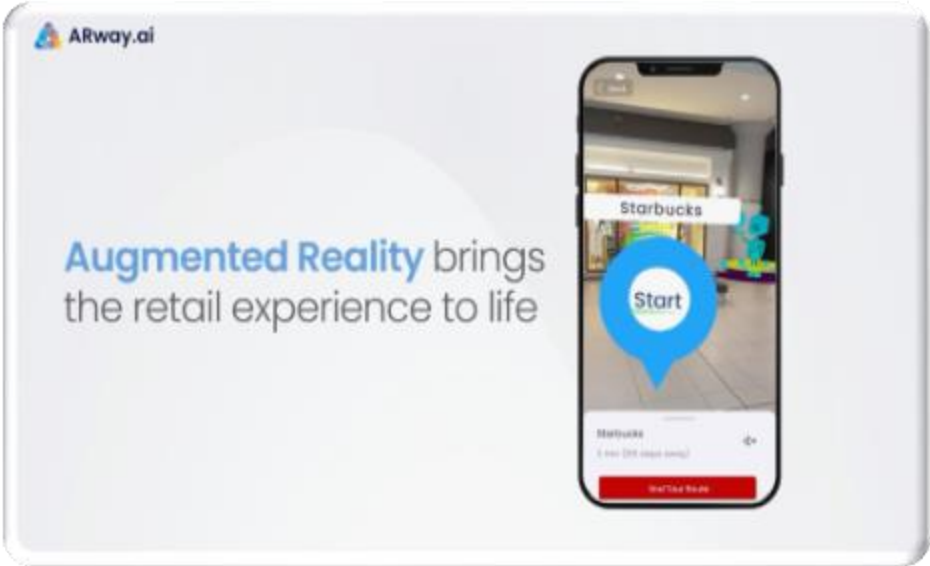 ARway.ai
Augmented Reality brings
the retail experience to life
Starbucks
Start
Starbucks